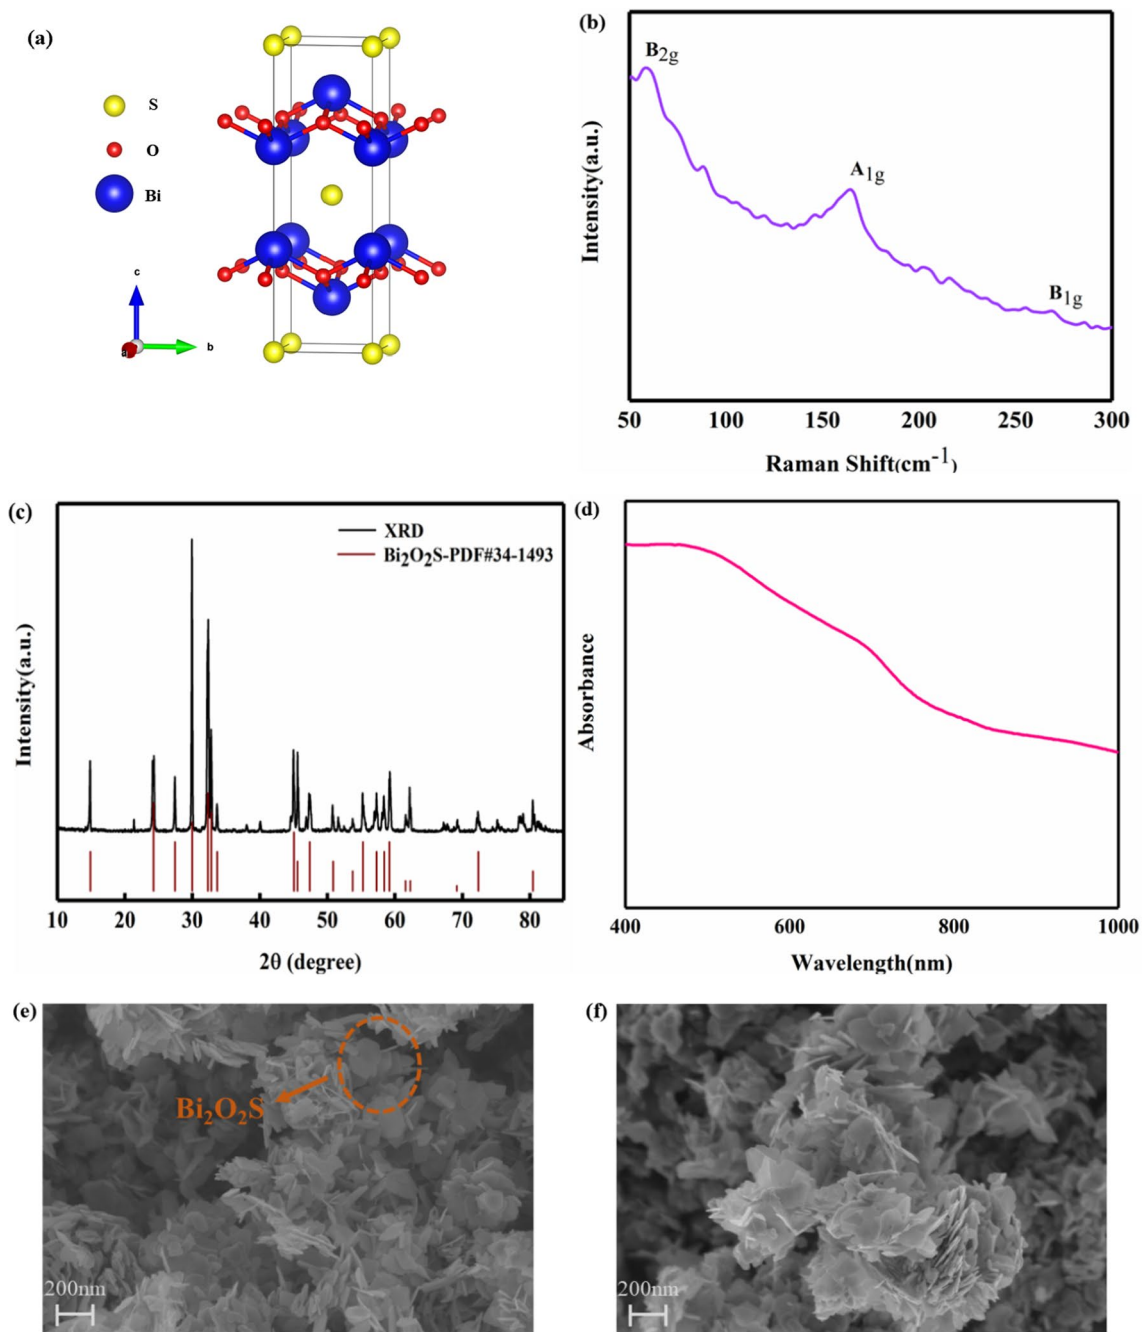 (a)
S
O
Bi
c
a
b
(b)
Intensity(a.u.)
B2g
A1g
B1g
50 100 150 200 250 300
Raman Shift(cm-1)
(c)
Intensity(a.u.)
XRD
Bi2O2S-PDF#34-1493
10 20 30 40 50 60 70 80
2θ (degree)
(d)
Absorbance
400 600 800 1000
Wavelength(nm)
(e)
Bi2O2S
200nm
(f)
200nm